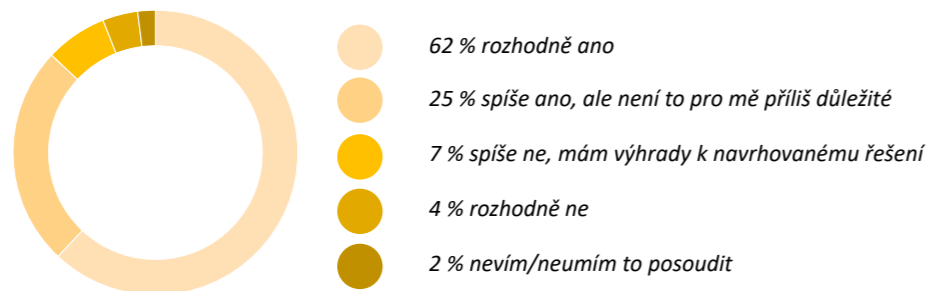 62 % rozhodně ano
25 % spíše ano, ale není to pro mě příliš důležité
7 % spíše ne, mám výhrady k navrhovanému řešení
4 % rozhodně ne
2 % nevím/neumím to posoudit